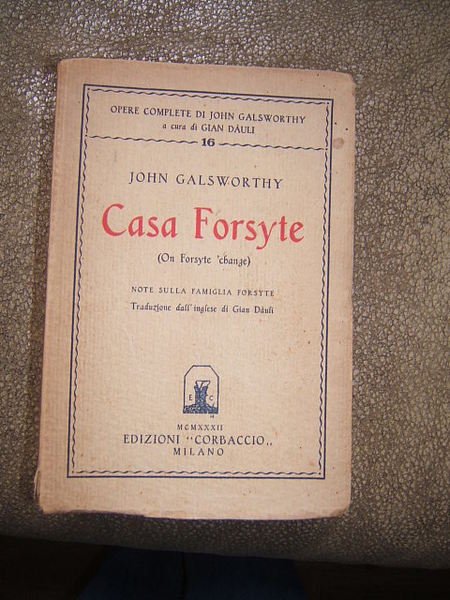 OPERE COMPLETE DI JOHN GALSWORTHY
a cura di GIAN DÀULI
16
JOHN GALSWORTHY
Casa Forsyte
(On Forsyte 'change)
NOTE SULLA FAMIGLIA FORSYTE
Traduzione dall'inglese di Gian Dàuli
E C
MCMXXXII
EDIZIONI "CORBACCIO„
MILANO